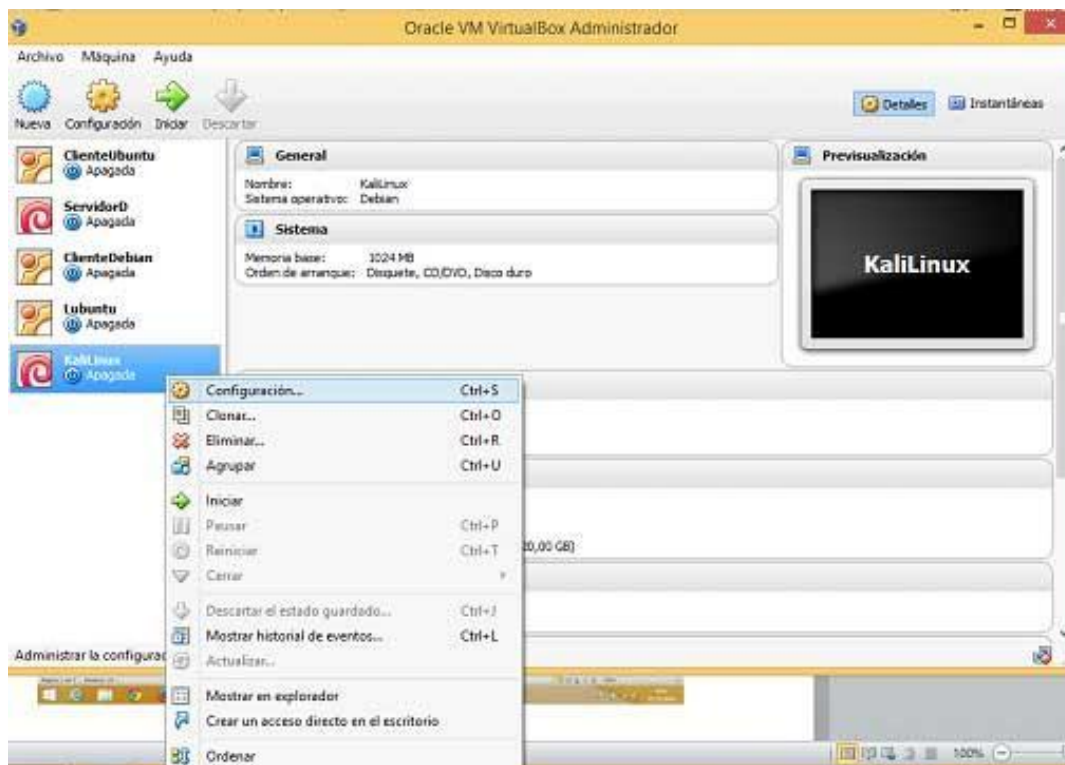 Oracle VM VirtualBox Administrador
Archivo Máquina Ayuda
Nueva Configuración Iniciar Descartar
Detalles Instantáneas
ClienteUbuntu
Apagada
ServidorD
Apagada
ClienteDebian
Apagada
Lubuntu
Apagada
KaliLinux
Apagada
General
Nombre: KaliLinux
Sistema operativo: Debian
Sistema
Memoria base: 1024 MB
Orden de arranque: Disquete, CD/DVD, Disco duro
Previsualización
KaliLinux
Configuración... Ctrl+S
Clonar... Ctrl+O
Eliminar... Ctrl+R
Agrupar Ctrl+U
Iniciar
Pausar Ctrl+P
Reiniciar Ctrl+T
Cerrar
Descartar el estado guardado... Ctrl+J
Mostrar historial de eventos... Ctrl+L
Actualizar...
Mostrar en explorador
Crear un acceso directo en el escritorio
Ordenar
20,00 GB)
Administrar la configurac
100%